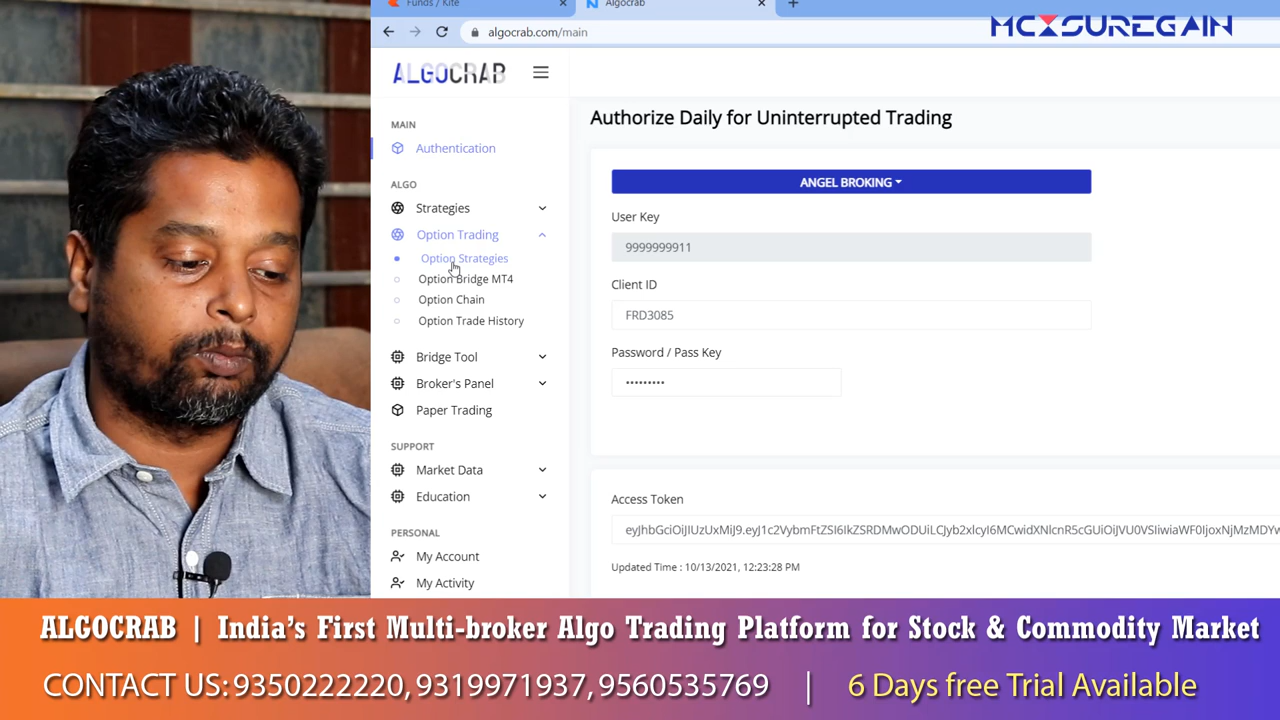 Funds / Kite
Algocrab
algocrab.com/main
MCXSUREGAIN
ALGOCRAB
MAIN
Authentication
ALGO
Strategies
Option Trading
Option Strategies
Option Bridge MT4
Option Chain
Option Trade History
Bridge Tool
Broker's Panel
Paper Trading
SUPPORT
Market Data
Education
PERSONAL
My Account
My Activity
Authorize Daily for Uninterrupted Trading
ANGEL BROKING
User Key
9999999911
Client ID
FRD3085
Password / Pass Key
•••••••••
Access Token
Updated Time : 10/13/2021, 12:23:28 PM
ALGOCRAB | India's First Multi-broker Algo Trading Platform for Stock & Commodity Market
CONTACT US: 9350222220, 9319971937, 9560535769 | 6 Days free Trial Available